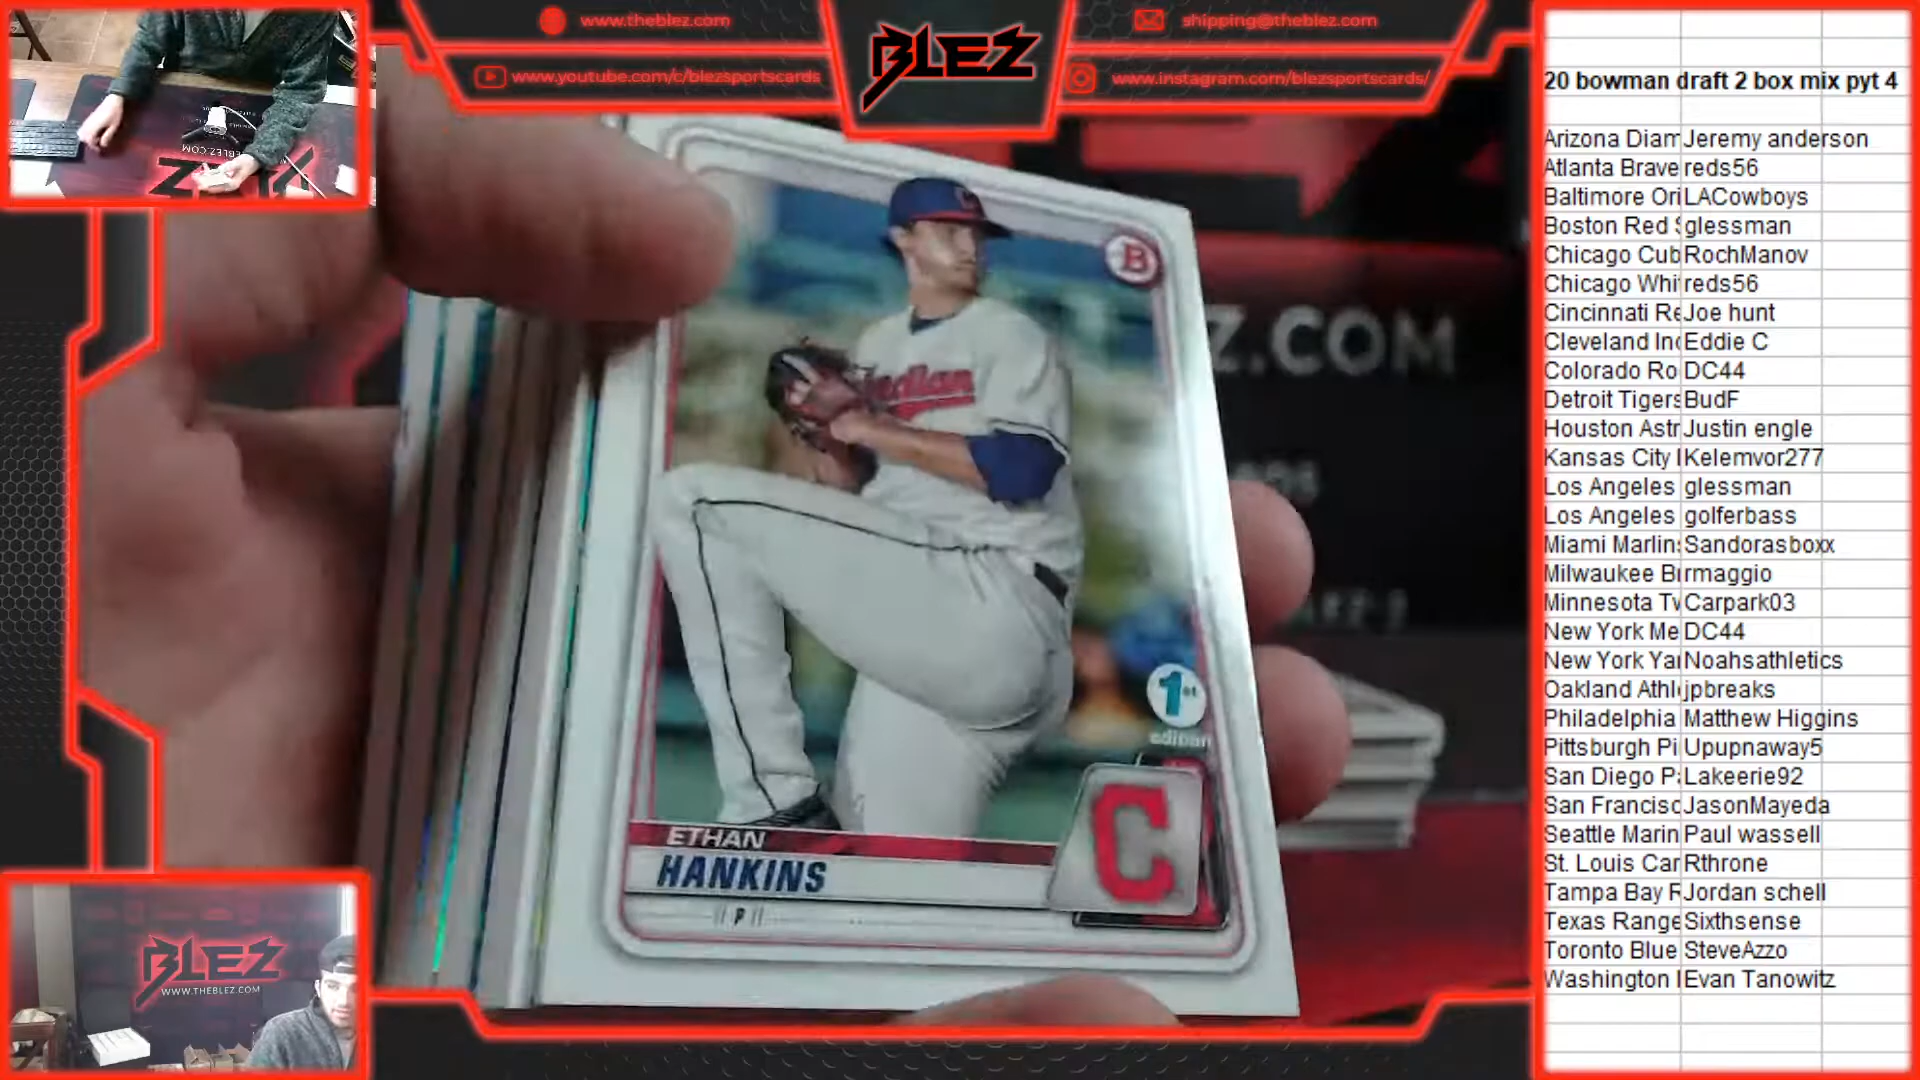 www.theblez.com
BLEZ
shipping@theblez.com
www.youtube.com/c/blezsportscards
www.instagram.com/blezsportscards/
20 bowman draft 2 box mix pyt 4
Arizona Diam Jeremy anderson
Atlanta Brave reds56
Baltimore Ori LACowboys
Boston Red S glessman
Chicago Cub RochManov
Chicago Whi reds56
Cincinnati Re Joe hunt
Cleveland Ind Eddie C
Colorado Ro DC44
Detroit Tigers BudF
Houston Astr Justin engle
Kansas City Kelemvor277
Los Angeles glessman
Los Angeles golferbass
Miami Marlin Sandorasboxx
Milwaukee B rmaggio
Minnesota Tw Carpark03
New York Me DC44
New York Yan Noahsathletics
Oakland Athl jpbreaks
Philadelphia Matthew Higgins
Pittsburgh Pi Upupnaway5
San Diego P Lakeerie92
San Francisc JasonMayeda
Seattle Marin Paul wassell
St. Louis Car Rthrone
Tampa Bay R Jordan schell
Texas Range Sixthsense
Toronto Blue SteveAzzo
Washington Evan Tanowitz
B
Indian
Z.COM
1st
edition
C
ETHAN
HANKINS
P
BLEZ
WWW.THEBLEZ.COM